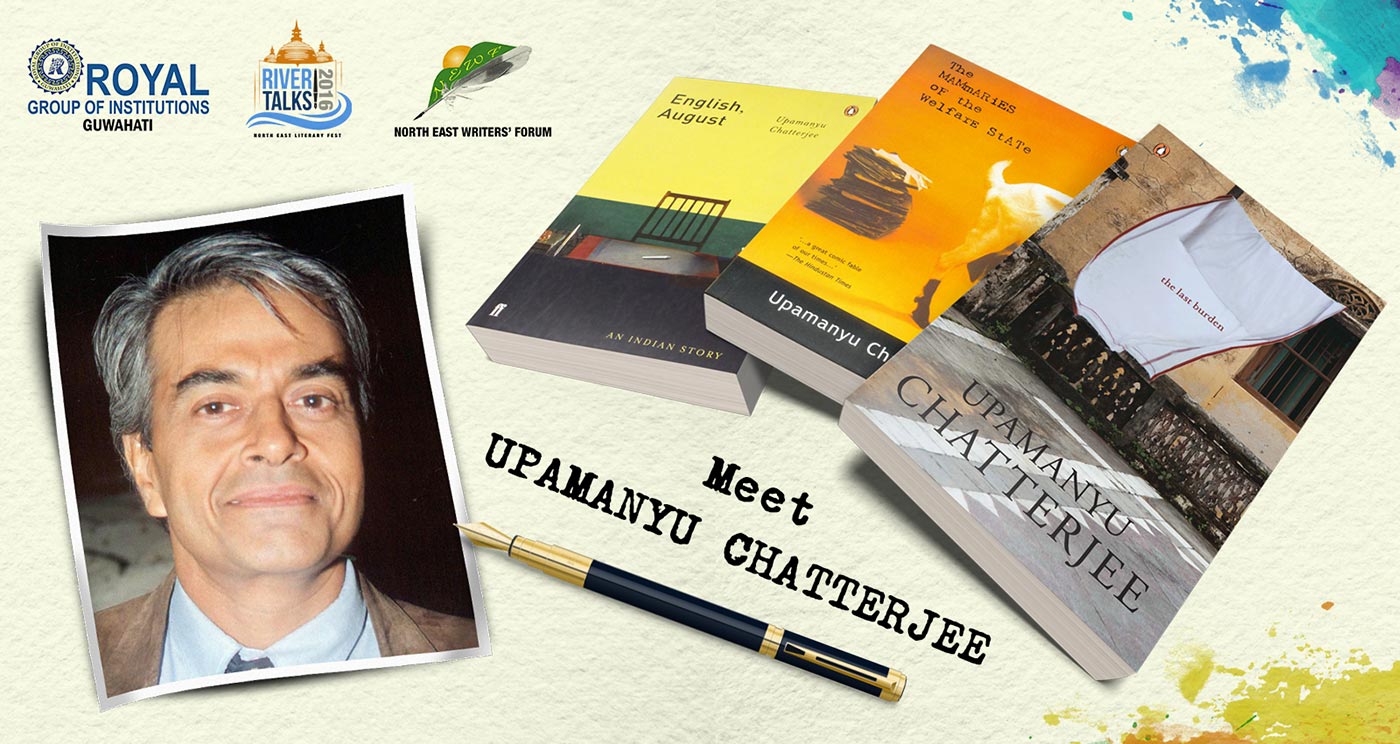 ROYAL
GROUP OF INSTITUTIONS
GUWAHATI
RIVER
TALKS!
2016
NORTH EAST LITERARY FEST
NEWF
NORTH EAST WRITERS' FORUM
English,
August
Upamanyu
Chatterjee
ff
AN INDIAN STORY
The
MAMmARiES
oF the
WelfarE StATe
"...a great comic fable
of our times..."
—The Hindustan Times
Upamanyu Ch
the last burden
UPAMANYU
CHATTERJEE
Meet
UPAMANYU CHATTERJEE